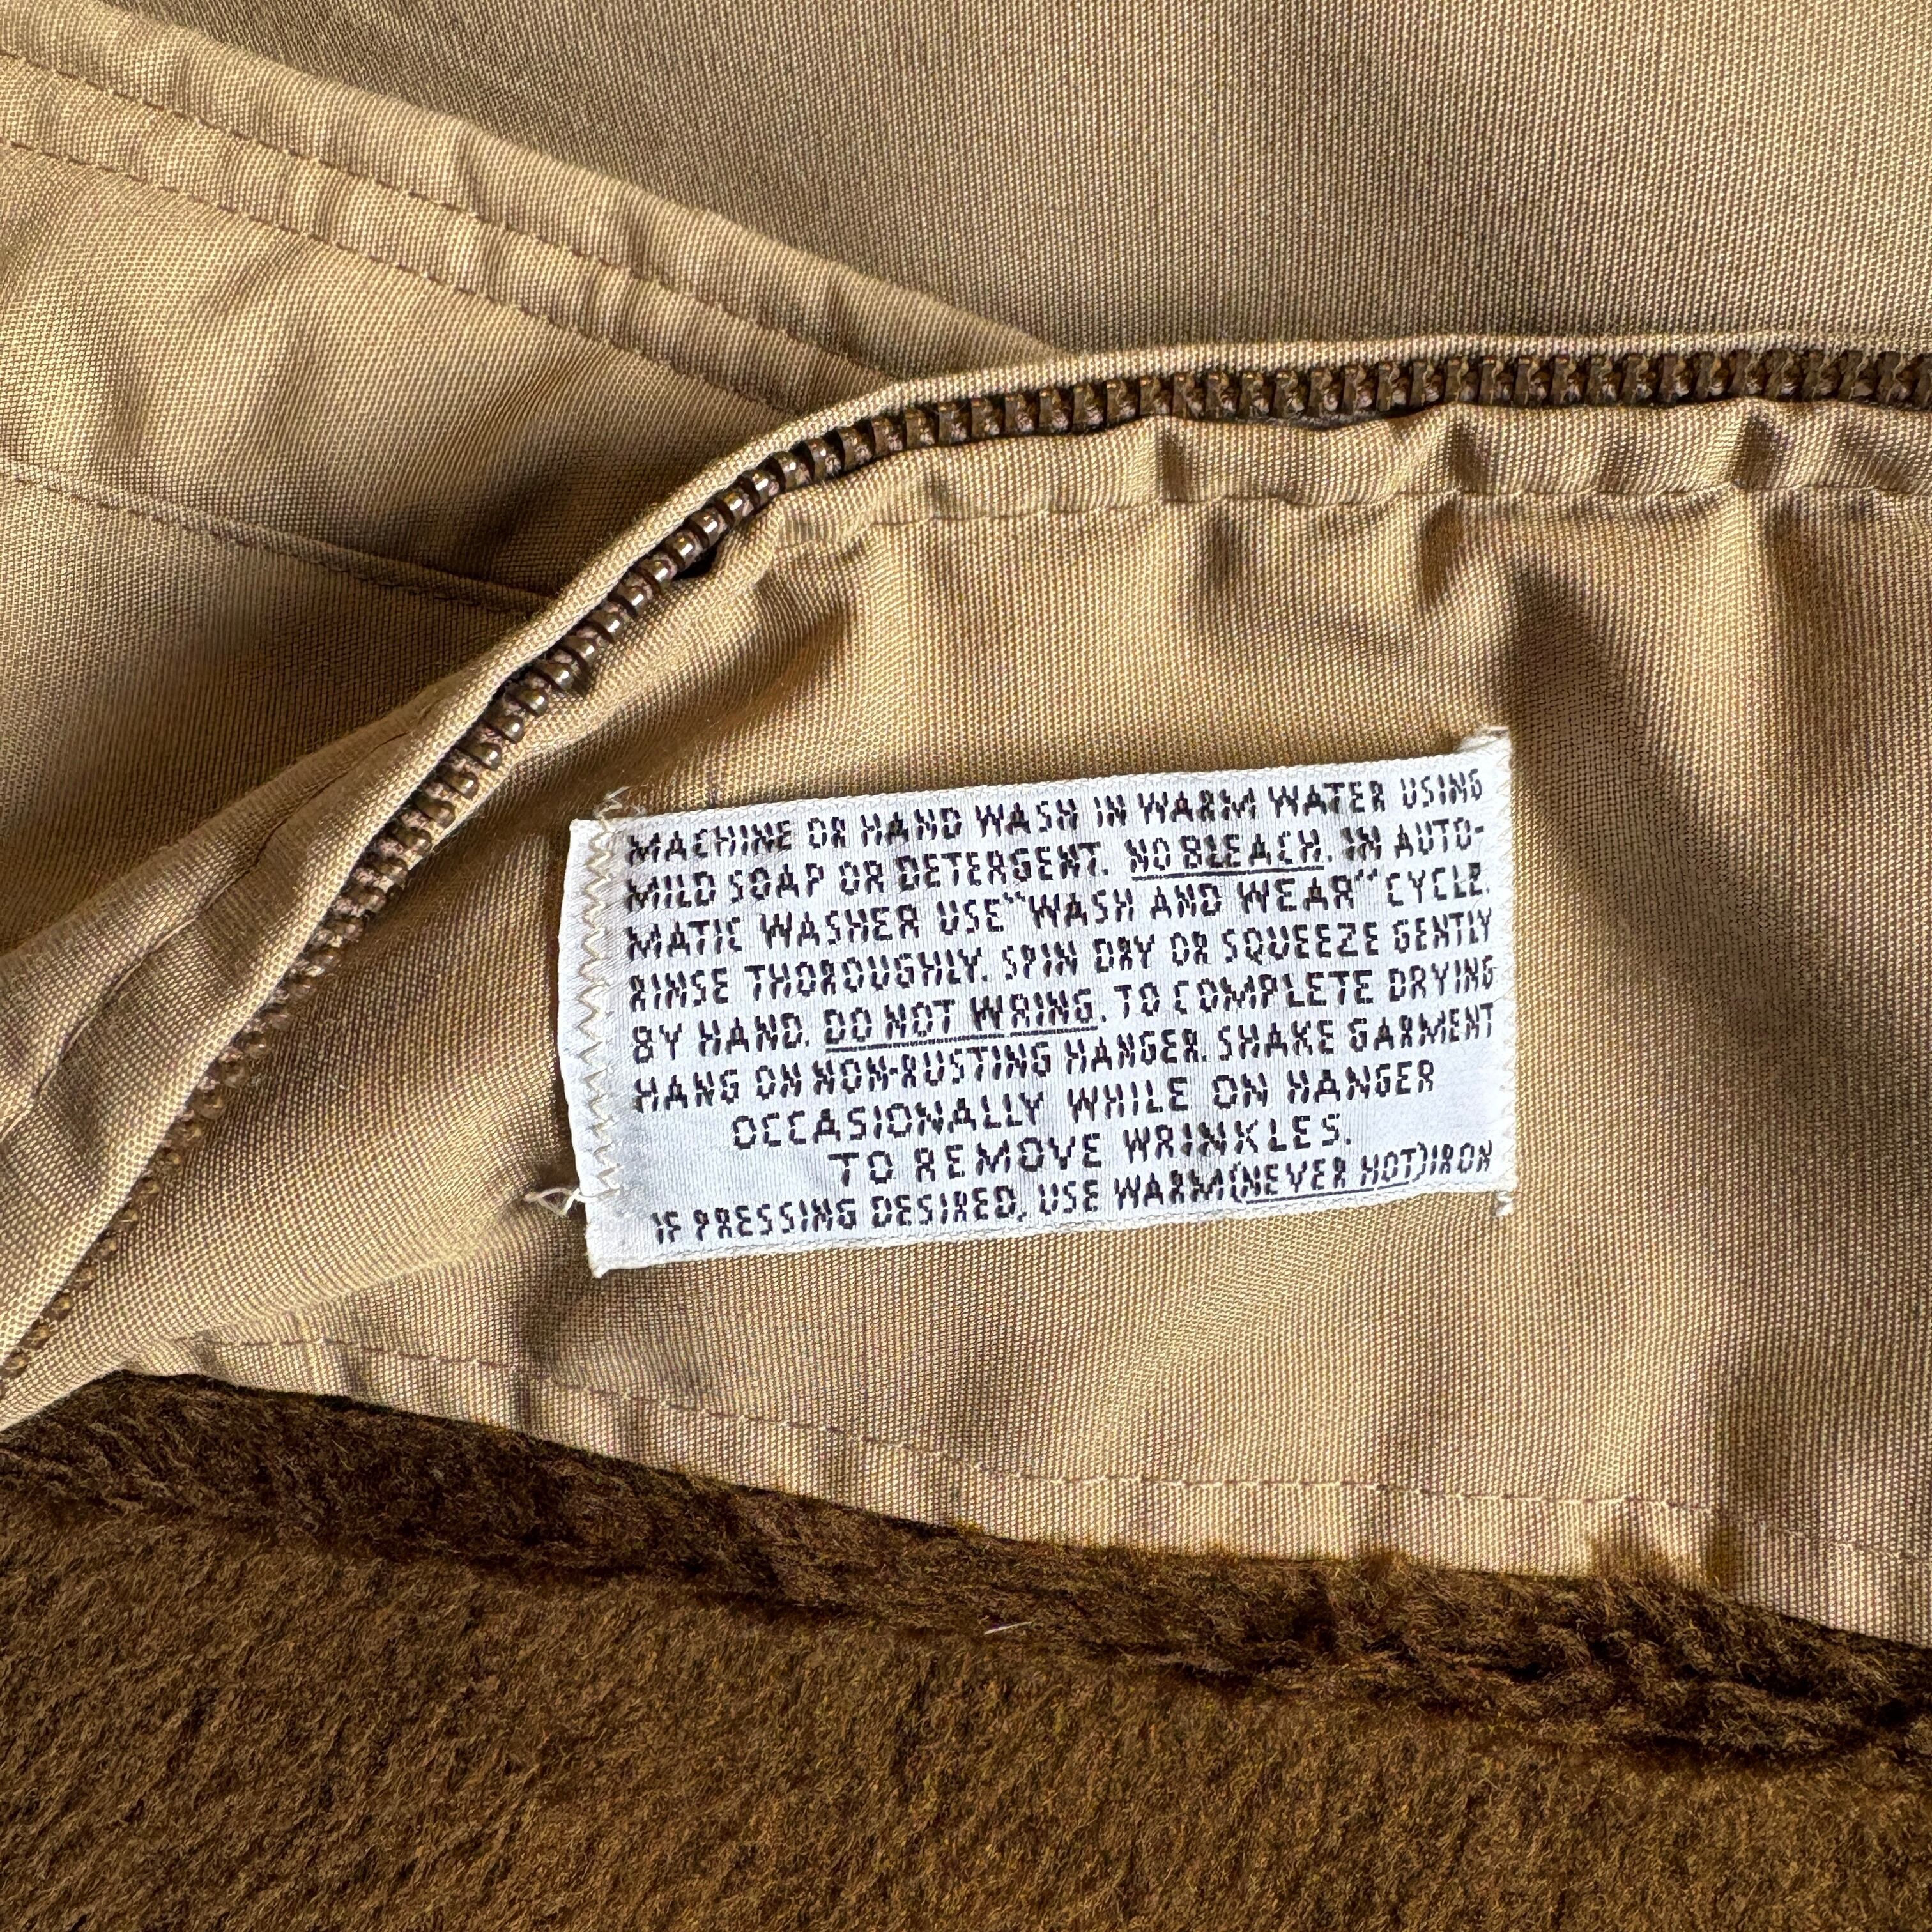 MACHINE OR HAND WASH IN WARM WATER USING
MILD SOAP OR DETERGENT. NO BLEACH. IN AUTO-
MATIC WASHER USE "WASH AND WEAR" CYCLE.
RINSE THOROUGHLY. SPIN DRY OR SQUEEZE GENTLY
BY HAND. DO NOT WRING. TO COMPLETE DRYING
HANG ON NON-RUSTING HANGER. SHAKE GARMENT
OCCASIONALLY WHILE ON HANGER
TO REMOVE WRINKLES.
IF PRESSING DESIRED, USE WARM(NEVER HOT)IRON